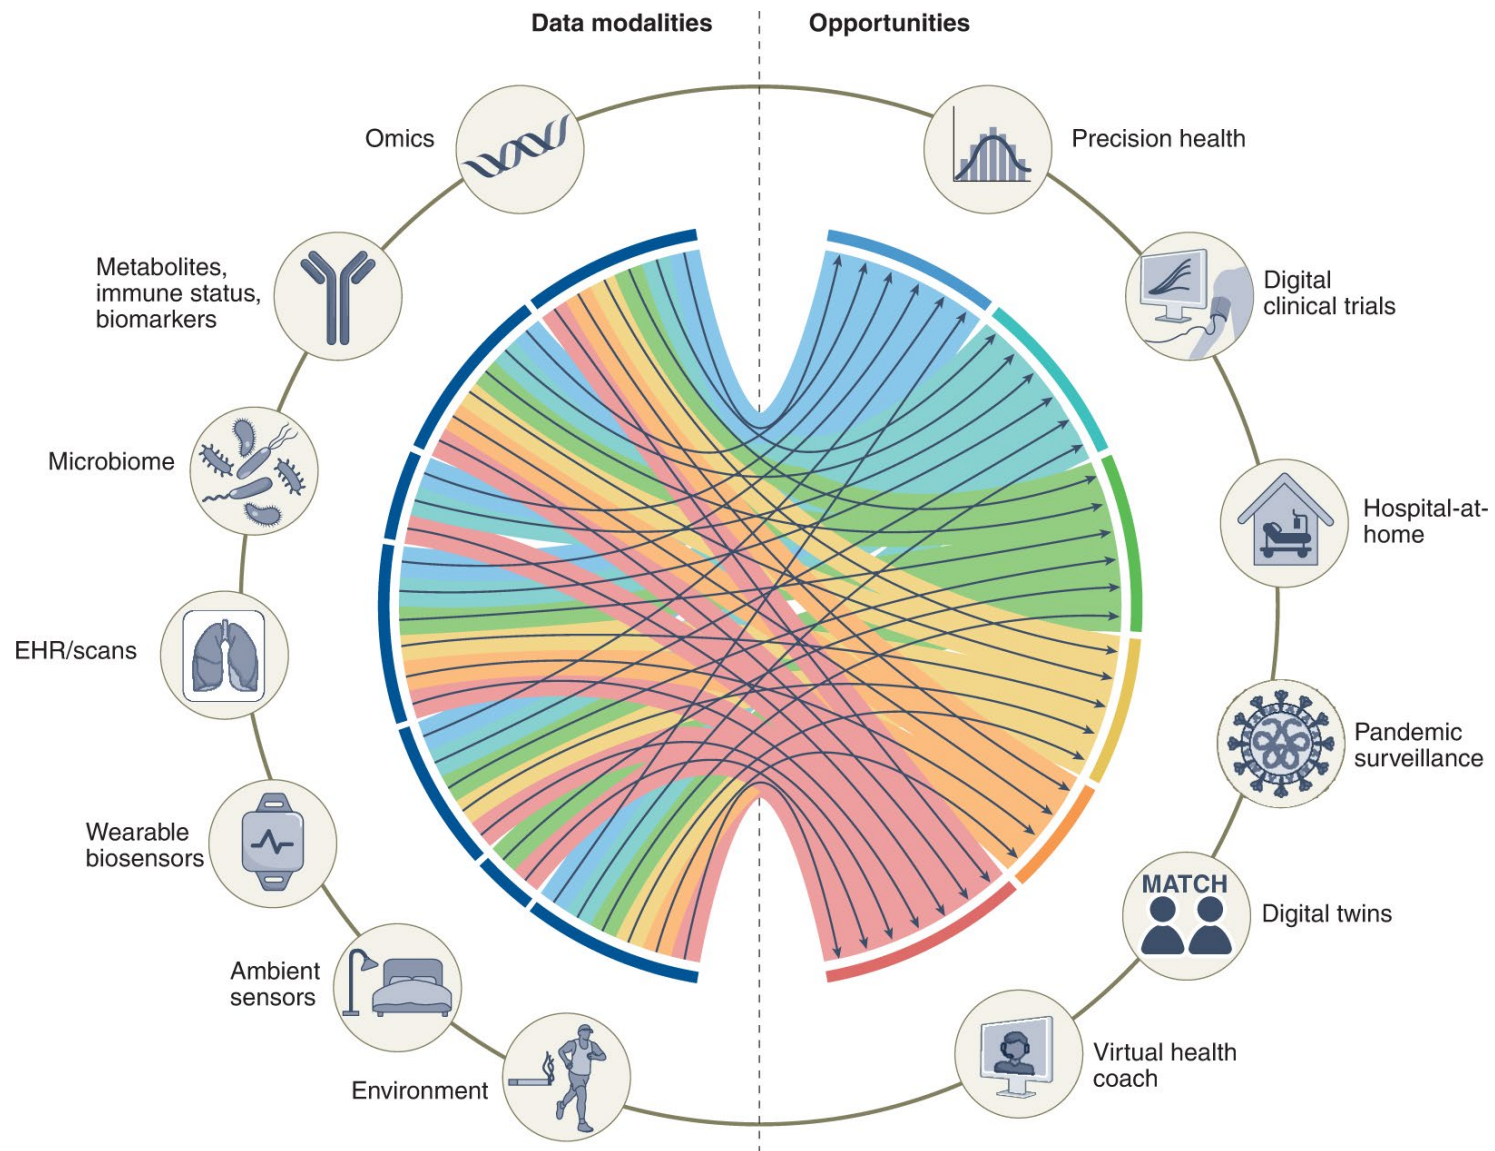 Data modalities
Opportunities
Omics
Metabolites,
immune status,
biomarkers
Microbiome
EHR/scans
Wearable
biosensors
Ambient
sensors
Environment
Precision health
Digital
clinical trials
Hospital-at-
home
Pandemic
surveillance
MATCH
Digital twins
Virtual health
coach